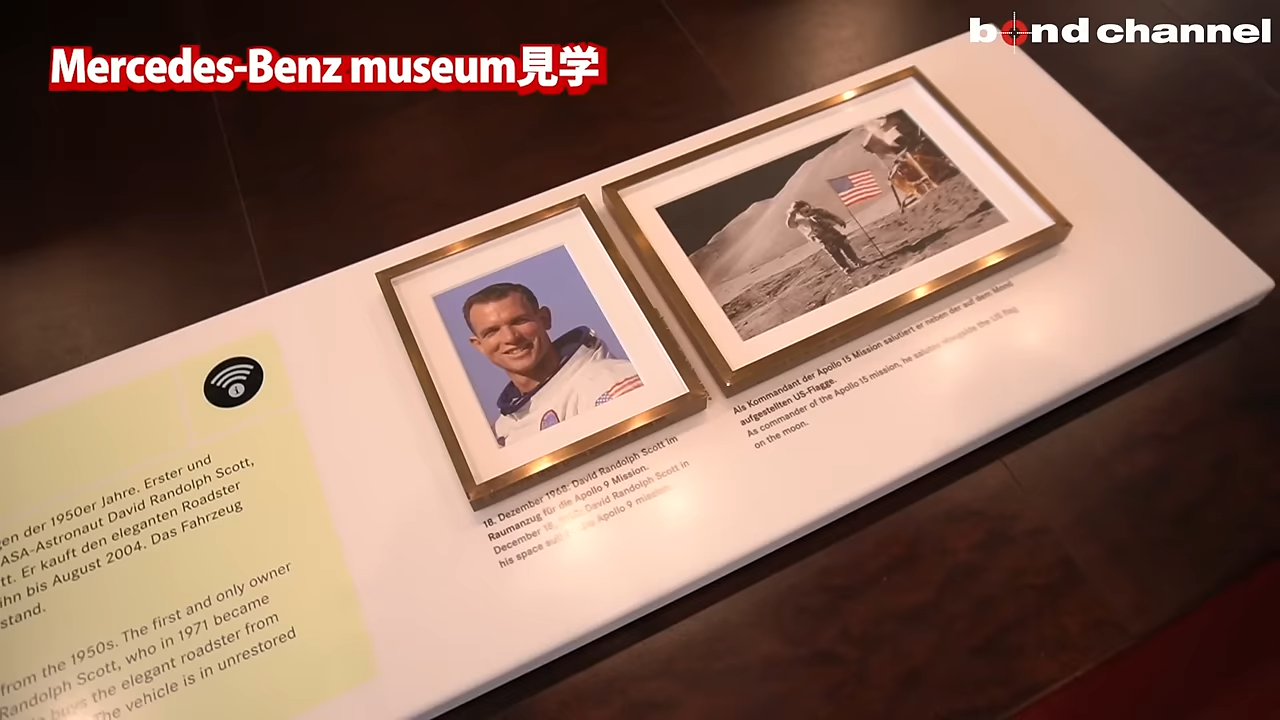 bond channel
Mercedes-Benz museum見学
en der 1950er Jahre. Erster und
ASA-Astronaut David Randolph Scott,
tt. Er kauft den eleganten Roadster
ihn bis August 2004. Das Fahrzeug
stand.
from the 1950s. The first and only owner
Randolph Scott, who in 1971 became
buys the elegant roadster from
The vehicle is in unrestored
18. Dezember 1968: David Randolph Scott im
Raumanzug für die Apollo 9 Mission.
December David Randolph Scott in
his space Apollo 9 mission
Als Kommandant der Apollo 15 Mission salutiert er neben der auf dem Mond
aufgestellten US-Flagge.
As commander of the Apollo 15 mission, he salutes alongside the US flag
on the moon.